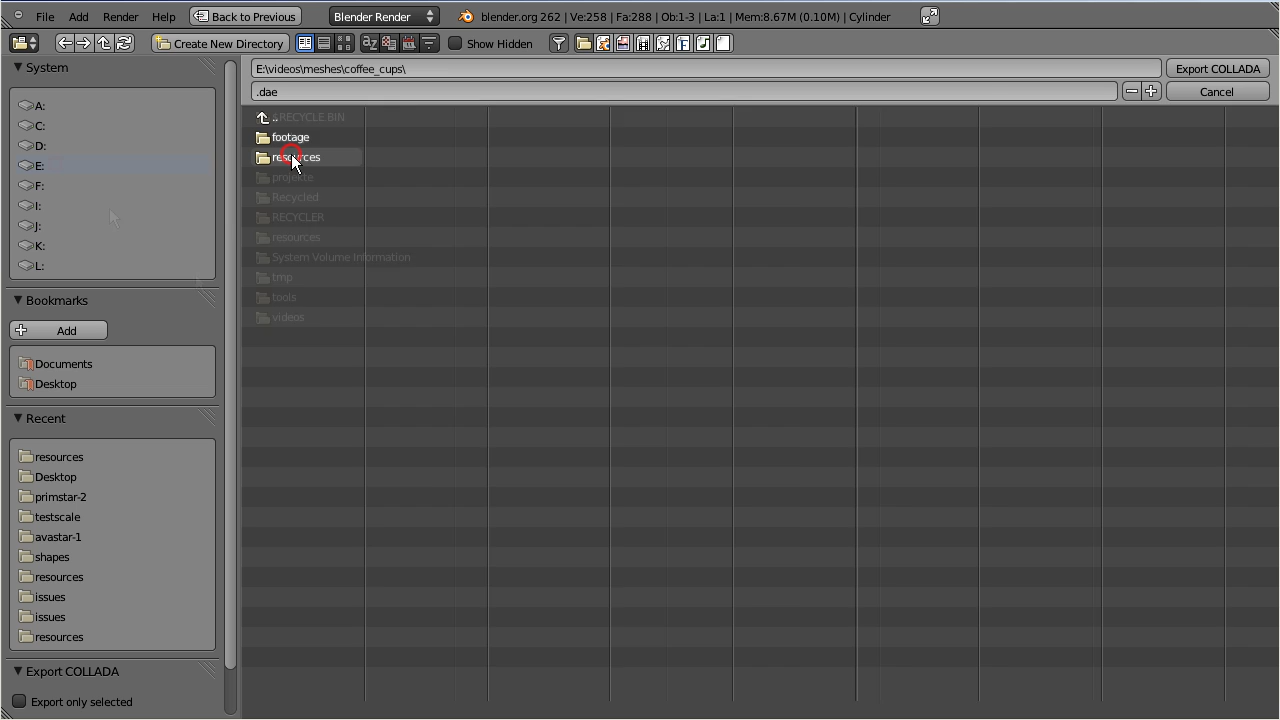 File Add Render Help Back to Previous Blender Render blender.org 262 | Ve:258 | Fa:288 | Ob:1-3 | La:1 | Mem:8.67M (0.10M) | Cylinder
Create New Directory Show Hidden
System
A:
C:
D:
E:
F:
I:
J:
K:
L:
Bookmarks
Add
Documents
Desktop
Recent
resources
Desktop
primstar-2
testscale
avastar-1
shapes
resources
issues
issues
resources
Export COLLADA
Export only selected
E:\videos\meshes\coffee_cups\ Export COLLADA
.dae Cancel
.. RECYCLE BIN
footage
resources
projekte
Recycled
RECYCLER
resources
System Volume Information
tmp
tools
videos